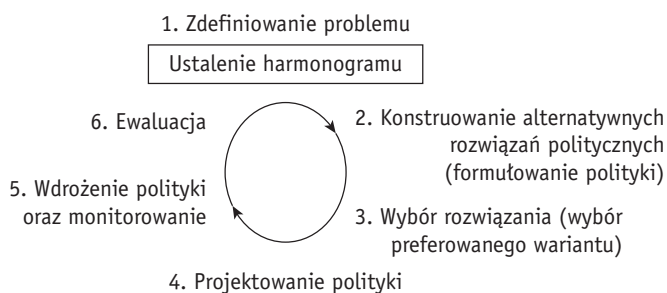 1. Zdefiniowanie problemu
Ustalenie harmonogramu
2. Konstruowanie alternatywnych
rozwiązań politycznych
(formułowanie polityki)
3. Wybór rozwiązania (wybór
preferowanego wariantu)
4. Projektowanie polityki
5. Wdrożenie polityki
oraz monitorowanie
6. Ewaluacja